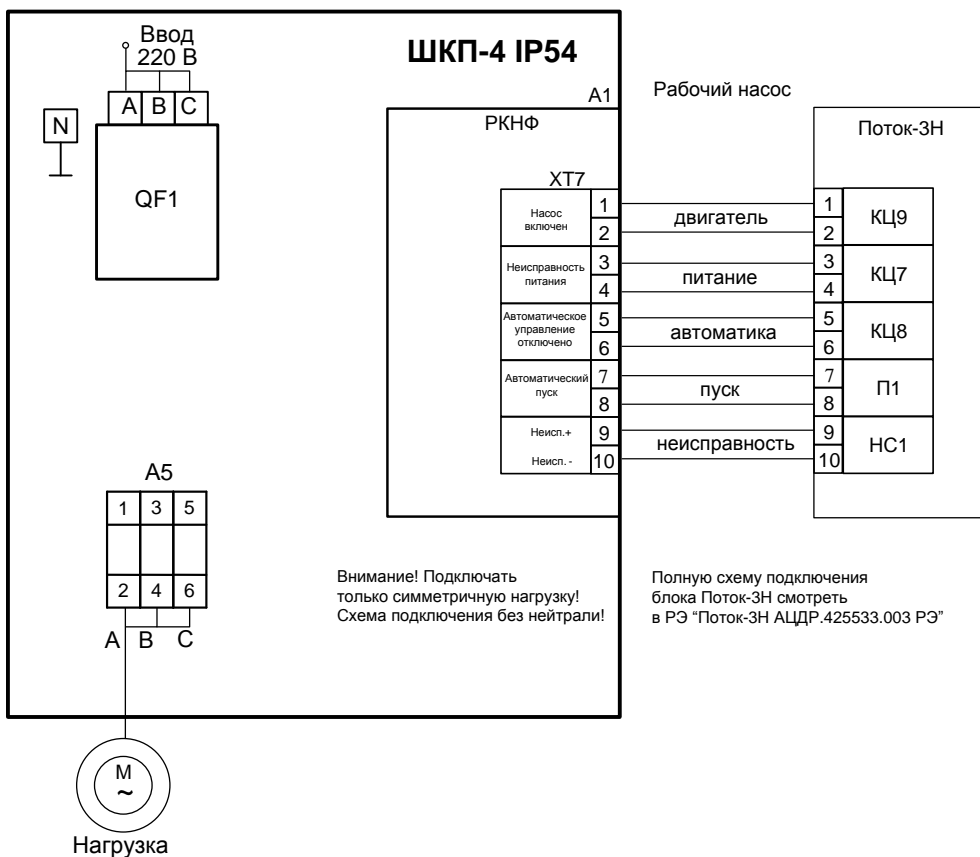 Ввод
220 В
A B C
N
QF1
ШКП-4 IP54
A1
РКНФ
XT7
Насос
включен
1
2
Неисправность
питания
3
4
Автоматическое
управление
отключено
5
6
Автоматический
пуск
7
8
Неисп.+
9
Неисп. -
10
Рабочий насос
двигатель
питание
автоматика
пуск
неисправность
Поток-3Н
1
2
КЦ9
3
4
КЦ7
5
6
КЦ8
7
8
П1
9
10
НС1
A5
1 3 5
2 4 6
A B C
Внимание! Подключать
только симметричную нагрузку!
Схема подключения без нейтрали!
Полную схему подключения
блока Поток-3Н смотреть
в РЭ “Поток-3Н АЦДР.425533.003 РЭ”
M
~
Нагрузка